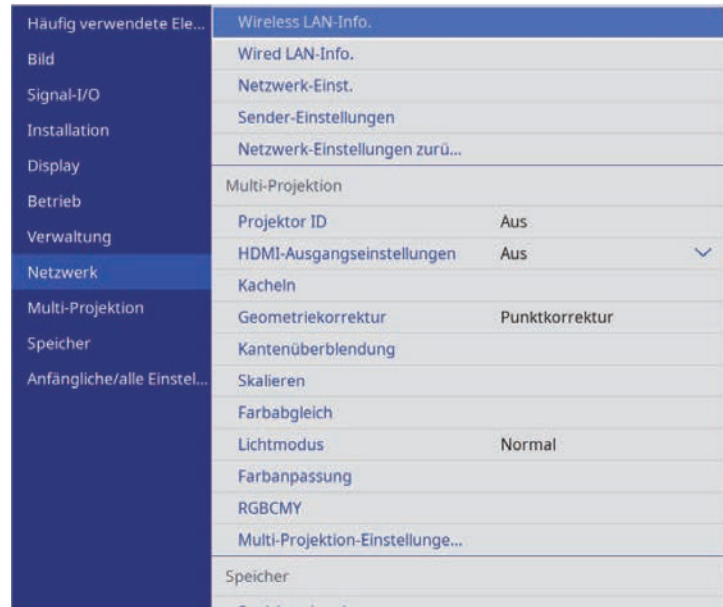 Häufig verwendete Ele...
Bild
Signal-I/O
Installation
Display
Betrieb
Verwaltung
Netzwerk
Multi-Projektion
Speicher
Anfängliche/alle Einstel...
Wireless LAN-Info.
Wired LAN-Info.
Netzwerk-Einst.
Sender-Einstellungen
Netzwerk-Einstellungen zurü...
Multi-Projektion
Projektor ID Aus
HDMI-Ausgangseinstellungen Aus
Kacheln
Geometriekorrektur Punktkorrektur
Kantenüberblendung
Skalieren
Farbabgleich
Lichtmodus Normal
Farbanpassung
RGBCMY
Multi-Projektion-Einstellunge...
Speicher